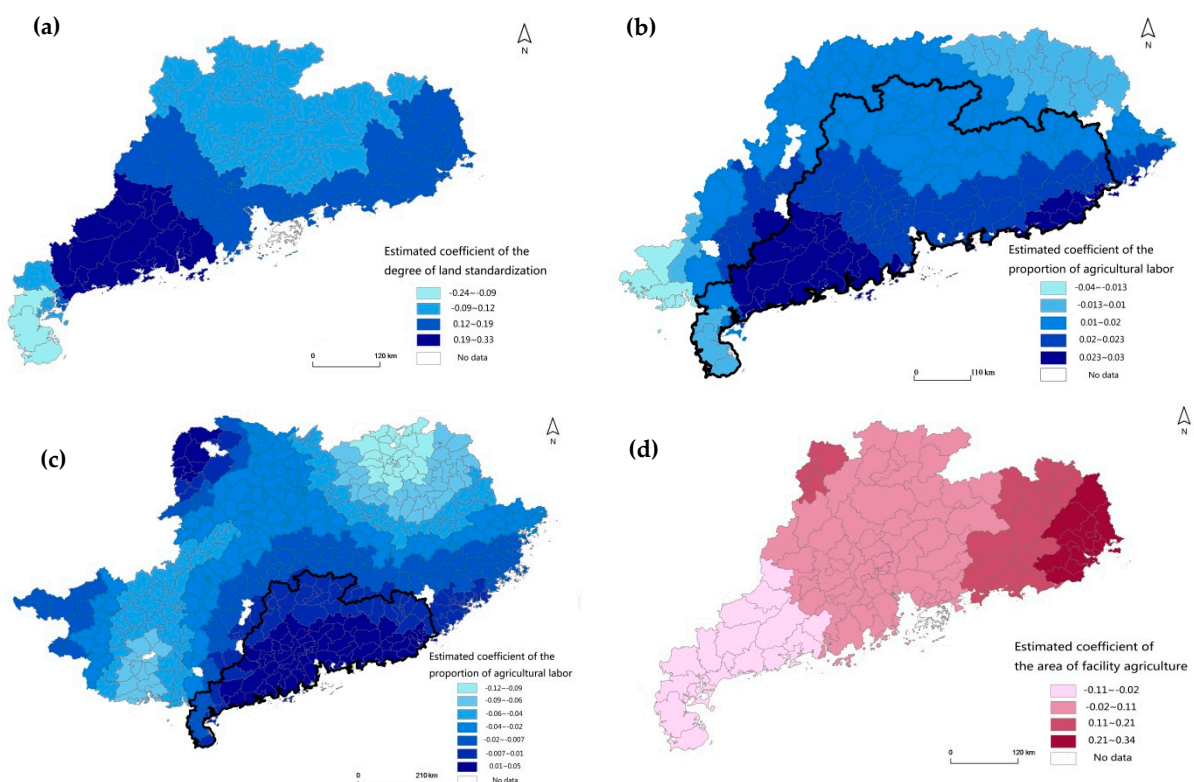 (a)
N
Estimated coefficient of the
degree of land standardization
-0.24~-0.09
-0.09~0.12
0.12~0.19
0.19~0.33
No data
0 120 km
(b)
N
Estimated coefficient of the
proportion of agricultural labor
-0.04~-0.013
-0.013~0.01
0.01~0.02
0.02~0.023
0.023~0.03
No data
0 110 km
(c)
N
Estimated coefficient of the
proportion of agricultural labor
-0.12~-0.09
-0.09~-0.06
-0.06~-0.04
-0.04~-0.02
-0.02~-0.007
-0.007~0.01
0.01~0.05
No data
0 210 km
(d)
N
Estimated coefficient of
the area of facility agriculture
-0.11~-0.02
-0.02~0.11
0.11~0.21
0.21~0.34
No data
0 120 km